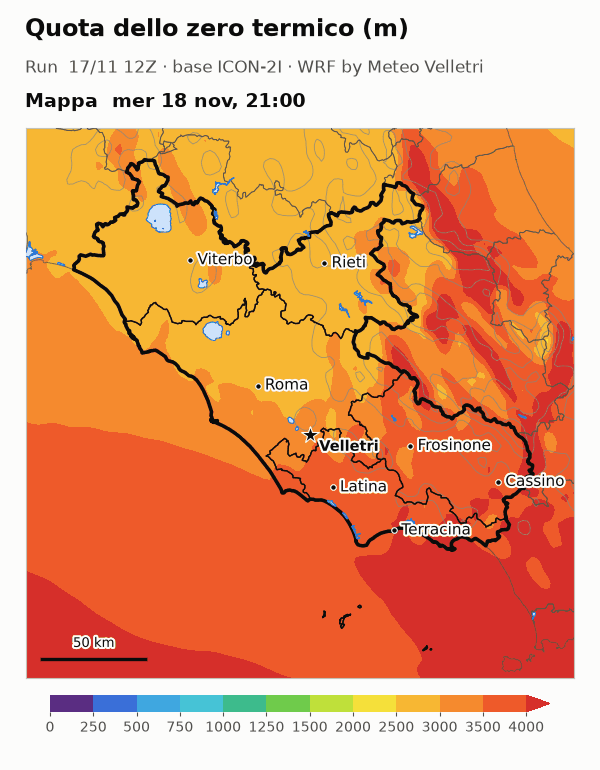 Quota dello zero termico (m)
Run  17/11 12Z · base ICON-2I · WRF by Meteo Velletri
Mappa  mer 18 nov, 21:00
Viterbo
Rieti
Roma
Velletri
Frosinone
Latina
Cassino
Terracina
50 km
0 250 500 750 1000 1250 1500 2000 2500 3000 3500 4000